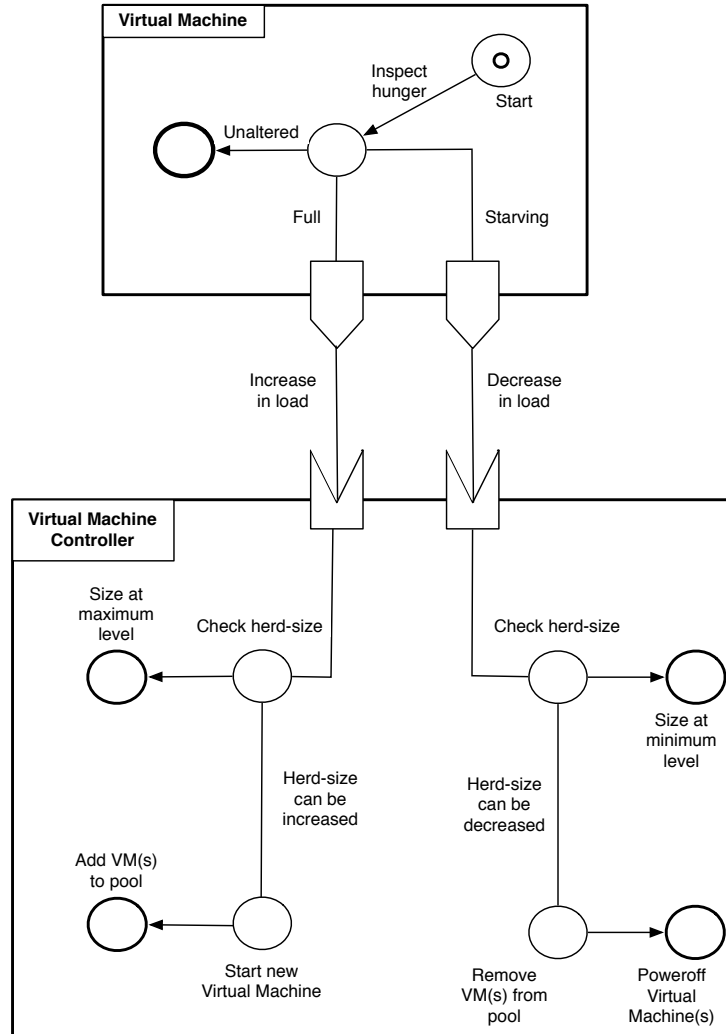 Virtual Machine
Inspect
hunger
Start
Unaltered
Full
Starving
Increase
in load
Decrease
in load
Virtual Machine
Controller
Size at
maximum
level
Check herd-size
Check herd-size
Size at
minimum
level
Herd-size
can be
increased
Herd-size
can be
decreased
Add VM(s)
to pool
Start new
Virtual Machine
Remove
VM(s) from
pool
Poweroff
Virtual
Machine(s)